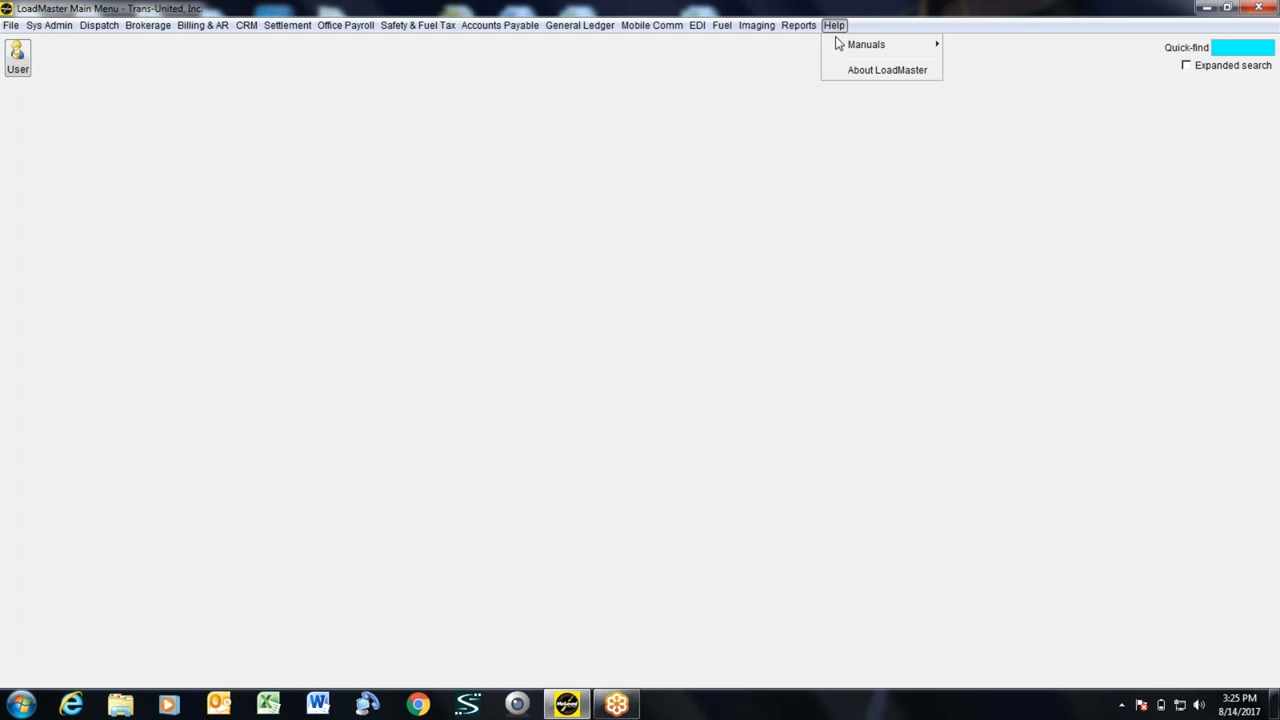 LoadMaster Main Menu - Trans-United, Inc.
File Sys Admin Dispatch Brokerage Billing & AR CRM Settlement Office Payroll Safety & Fuel Tax Accounts Payable General Ledger Mobile Comm EDI Fuel Imaging Reports Help
User
Manuals
About LoadMaster
Quick-find
Expanded search
McLeod
3:25 PM
8/14/2017